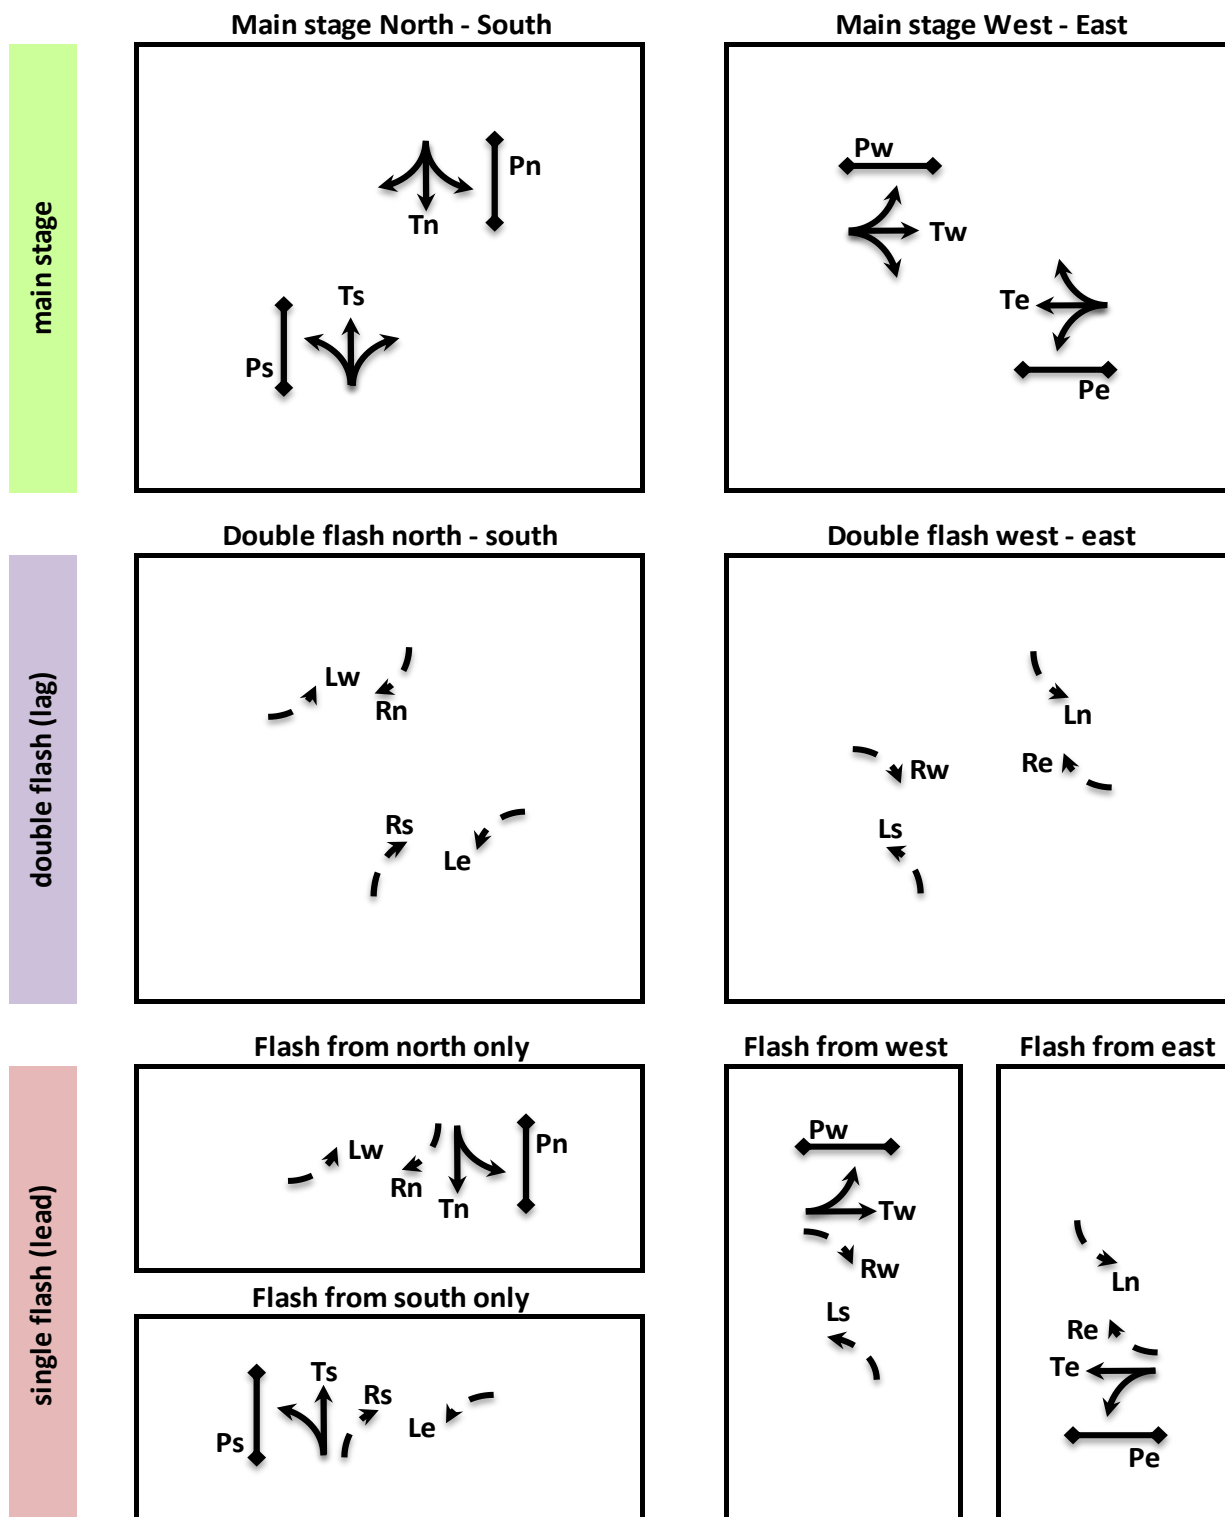 Main stage North - South
Main stage West - East
main stage
Pn
Tn
Ts
Ps
Pw
Tw
Te
Pe
Double flash north - south
Double flash west - east
double flash (lag)
Lw
Rn
Rs
Le
Ln
Rw
Re
Ls
Flash from north only
Flash from west
Flash from east
single flash (lead)
Lw
Rn
Tn
Pn
Flash from south only
Ts
Rs
Le
Ps
Pw
Tw
Rw
Ls
Ln
Re
Te
Pe